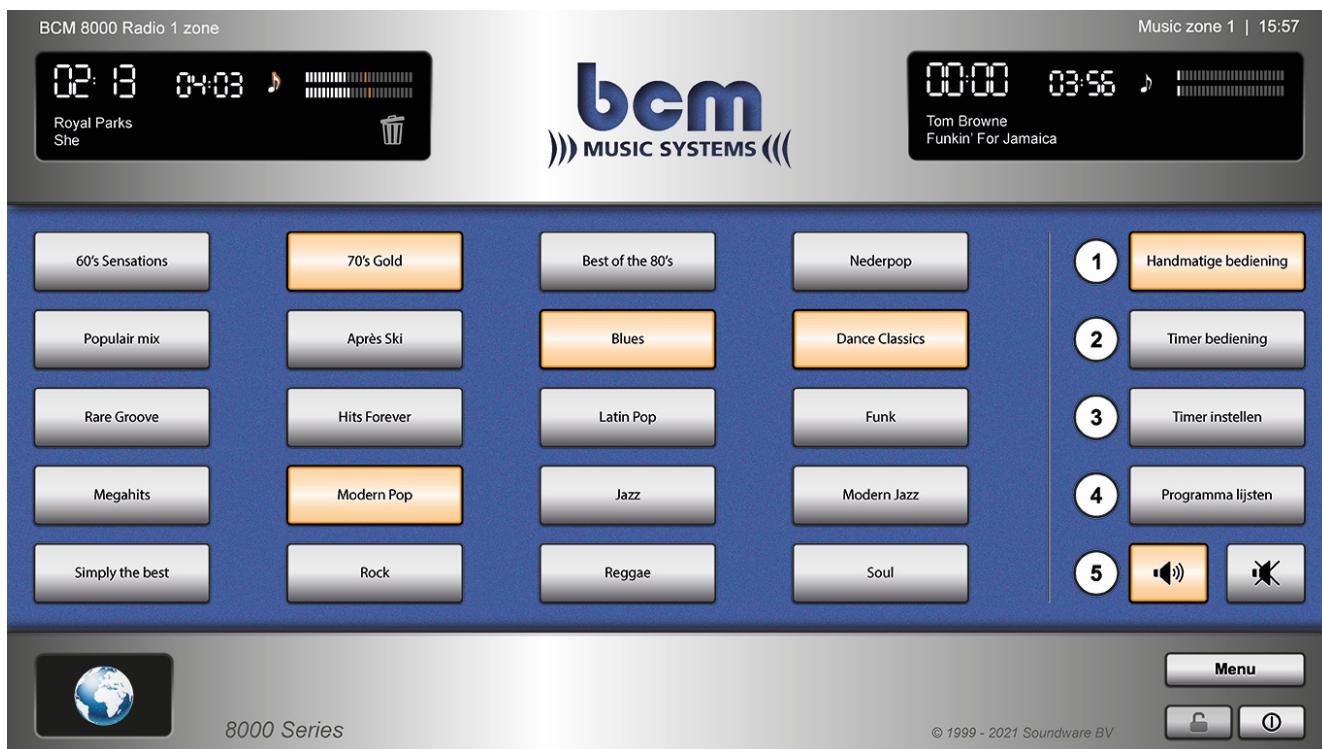 BCM 8000 Radio 1 zone
Music zone 1 | 15:57
02:13 04:03
Royal Parks
She
bcm
MUSIC SYSTEMS
00:00 03:56
Tom Browne
Funkin' For Jamaica
60's Sensations
70's Gold
Best of the 80's
Nederpop
1
Handmatige bediening
Populair mix
Après Ski
Blues
Dance Classics
2
Timer bediening
Rare Groove
Hits Forever
Latin Pop
Funk
3
Timer instellen
Megahits
Modern Pop
Jazz
Modern Jazz
4
Programma lijsten
Simply the best
Rock
Reggae
Soul
5
Menu
8000 Series
© 1999 - 2021 Soundware BV